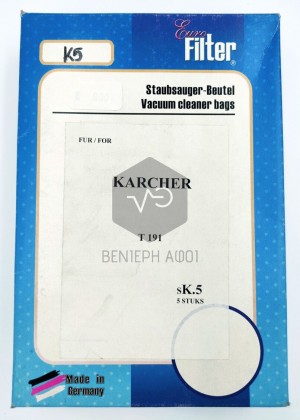 K5
Euro
Filter®
Staubsauger-Beutel
Vacuum cleaner bags
FUR / FOR
KARCHER
T 191
ΒΕΝΙΕΡΗ ΑΦΟΙ
sK.5
5 STUKS
Made in
Germany